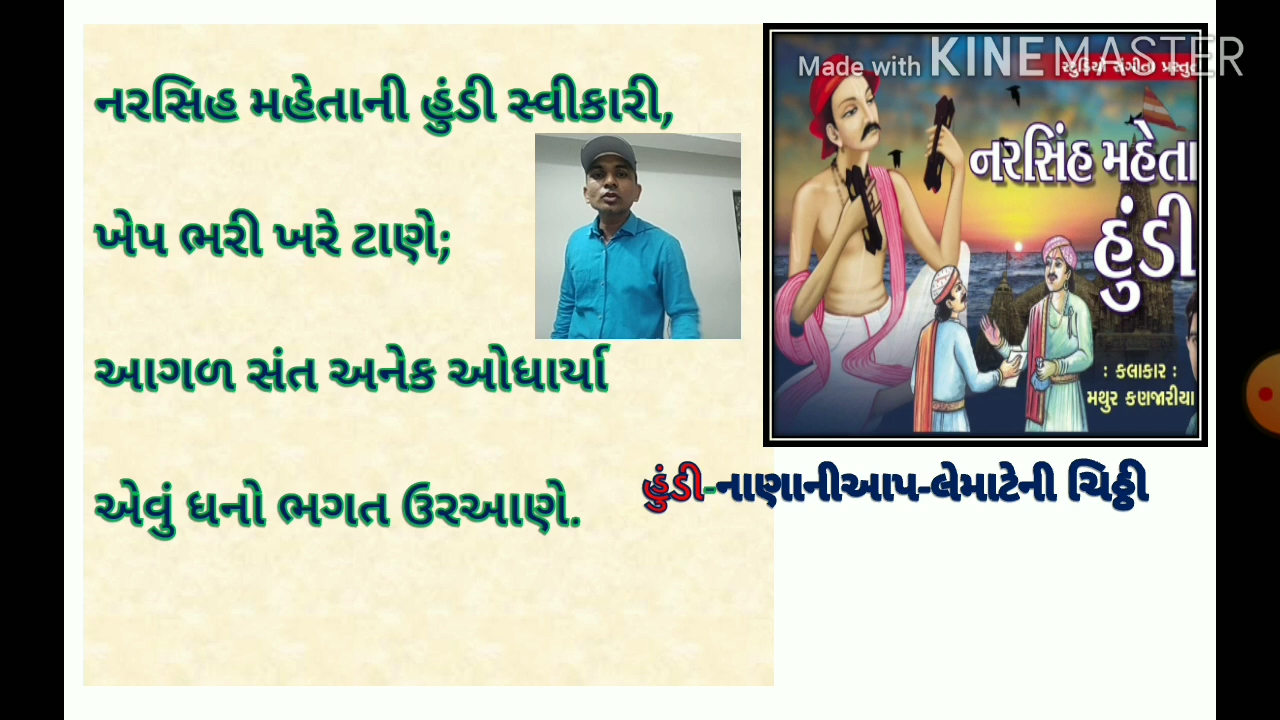 નરસિહ મહેતાની હુંડી સ્વીકારી,
ખેપ ભરી ખરે ટાણે;
આગળ સંત અનેક ઓધાર્યા
એવું ધનો ભગત ઉરઆણે.
Made with KINEMASTER
સ્ટુડિયો સંગીતા પ્રસ્તુત
નરસિંહ મહેતા
હુંડી
: કલાકાર :
મથુર કણજારીયા
હુંડી-નાણાનીઆપ-લેમાટેની ચિઠ્ઠી